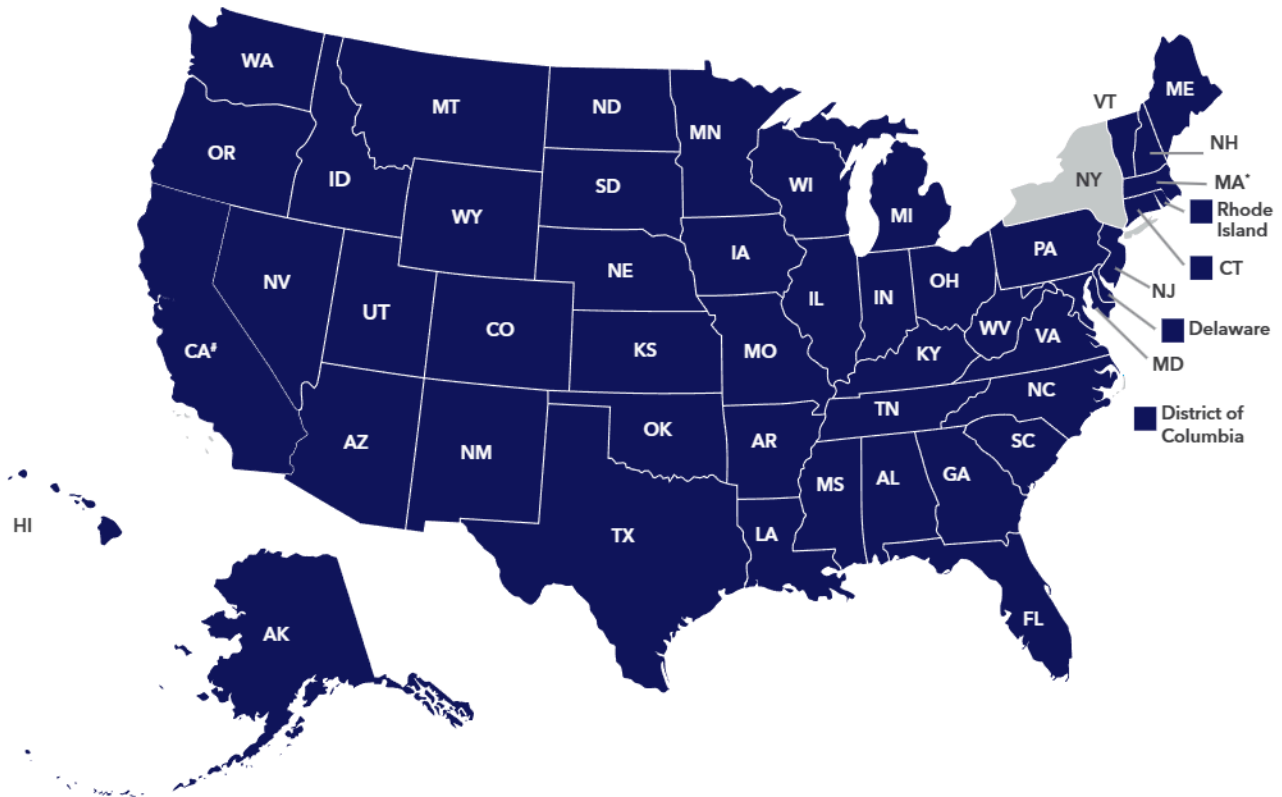 WA
MT
ND
MN
VT
ME
OR
ID
SD
WI
NH
NY
MA*
WY
MI
Rhode
Island
IA
NE
PA
CT
NV
UT
IL
IN
OH
NJ
CO
WV
VA
Delaware
CA#
KS
MO
KY
MD
NC
TN
District of
Columbia
AZ
NM
OK
AR
SC
MS
AL
GA
HI
TX
LA
AK
FL